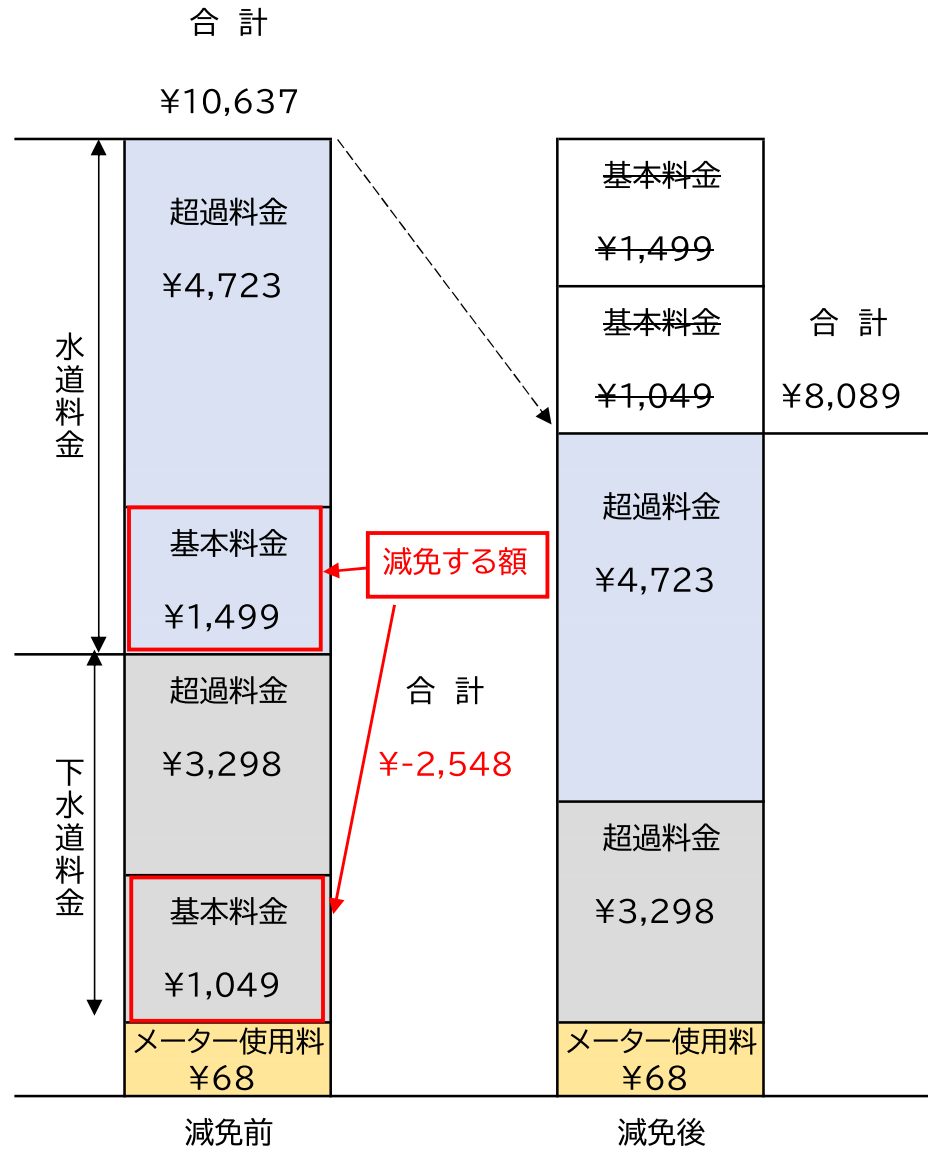 合 計
¥10,637
超過料金
¥4,723
基本料金
¥1,499
水道料金
超過料金
¥3,298
基本料金
¥1,049
下水道料金
メーター使用料
¥68
減免前
減免する額
合 計
¥-2,548
基本料金
¥1,499
基本料金
¥1,049
合 計
¥8,089
超過料金
¥4,723
超過料金
¥3,298
メーター使用料
¥68
減免後